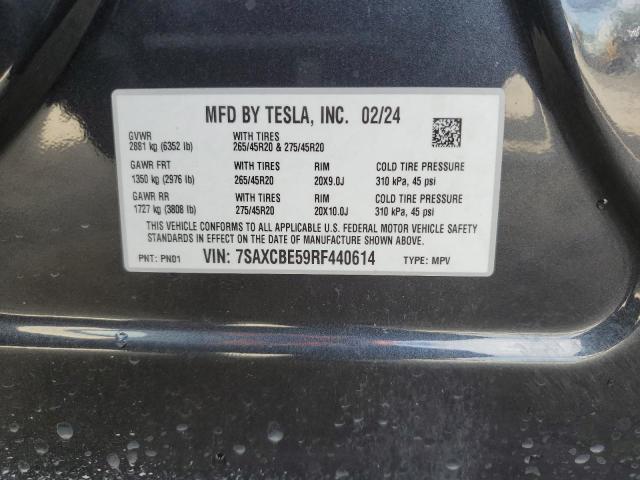 MFD BY TESLA, INC. 02/24
GVWR WITH TIRES
2881 kg (6352 lb) 265/45R20 & 275/45R20
GAWR FRT WITH TIRES RIM COLD TIRE PRESSURE
1350 kg (2976 lb) 265/45R20 20X9.0J 310 kPa, 45 psi
GAWR RR WITH TIRES RIM COLD TIRE PRESSURE
1727 kg (3808 lb) 275/45R20 20X10.0J 310 kPa, 45 psi
THIS VEHICLE CONFORMS TO ALL APPLICABLE U.S. FEDERAL MOTOR VEHICLE SAFETY
STANDARDS IN EFFECT ON THE DATE OF MANUFACTURE SHOWN ABOVE.
PNT: PN01 VIN: 7SAXCBE59RF440614 TYPE: MPV